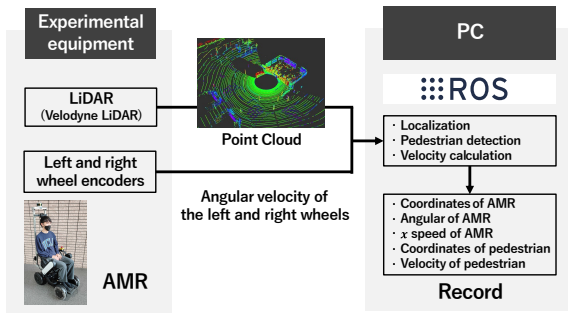 Experimental
equipment
LiDAR
(Velodyne LiDAR)
Left and right
wheel encoders
AMR
Point Cloud
Angular velocity of
the left and right wheels
PC
ROS
· Localization
· Pedestrian detection
· Velocity calculation
· Coordinates of AMR
· Angular of AMR
· x speed of AMR
· Coordinates of pedestrian
· Velocity of pedestrian
Record